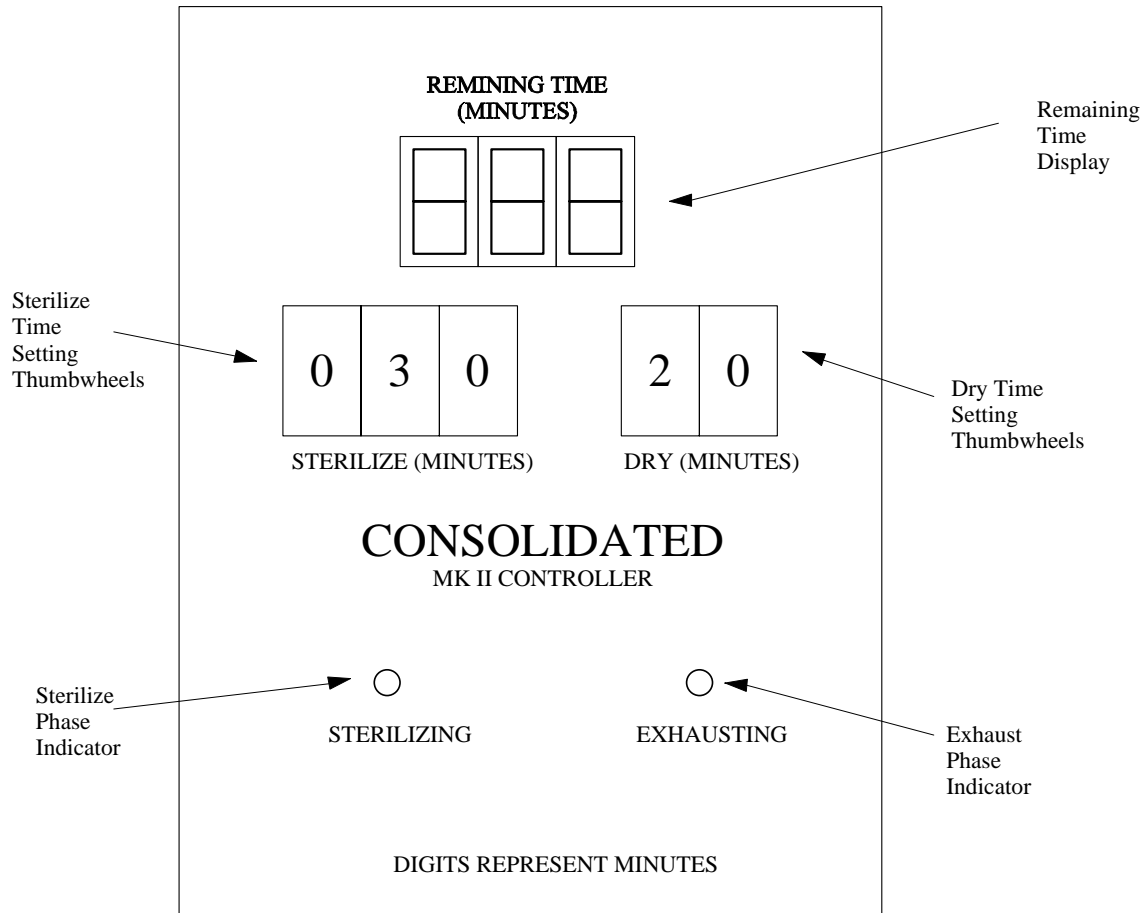 REMINING TIME
(MINUTES)
Remaining
Time
Display
Sterilize
Time
Setting
Thumbwheels
0 3 0
2 0
Dry Time
Setting
Thumbwheels
STERILIZE (MINUTES)
DRY (MINUTES)
CONSOLIDATED
MK II CONTROLLER
Sterilize
Phase
Indicator
STERILIZING
EXHAUSTING
Exhaust
Phase
Indicator
DIGITS REPRESENT MINUTES